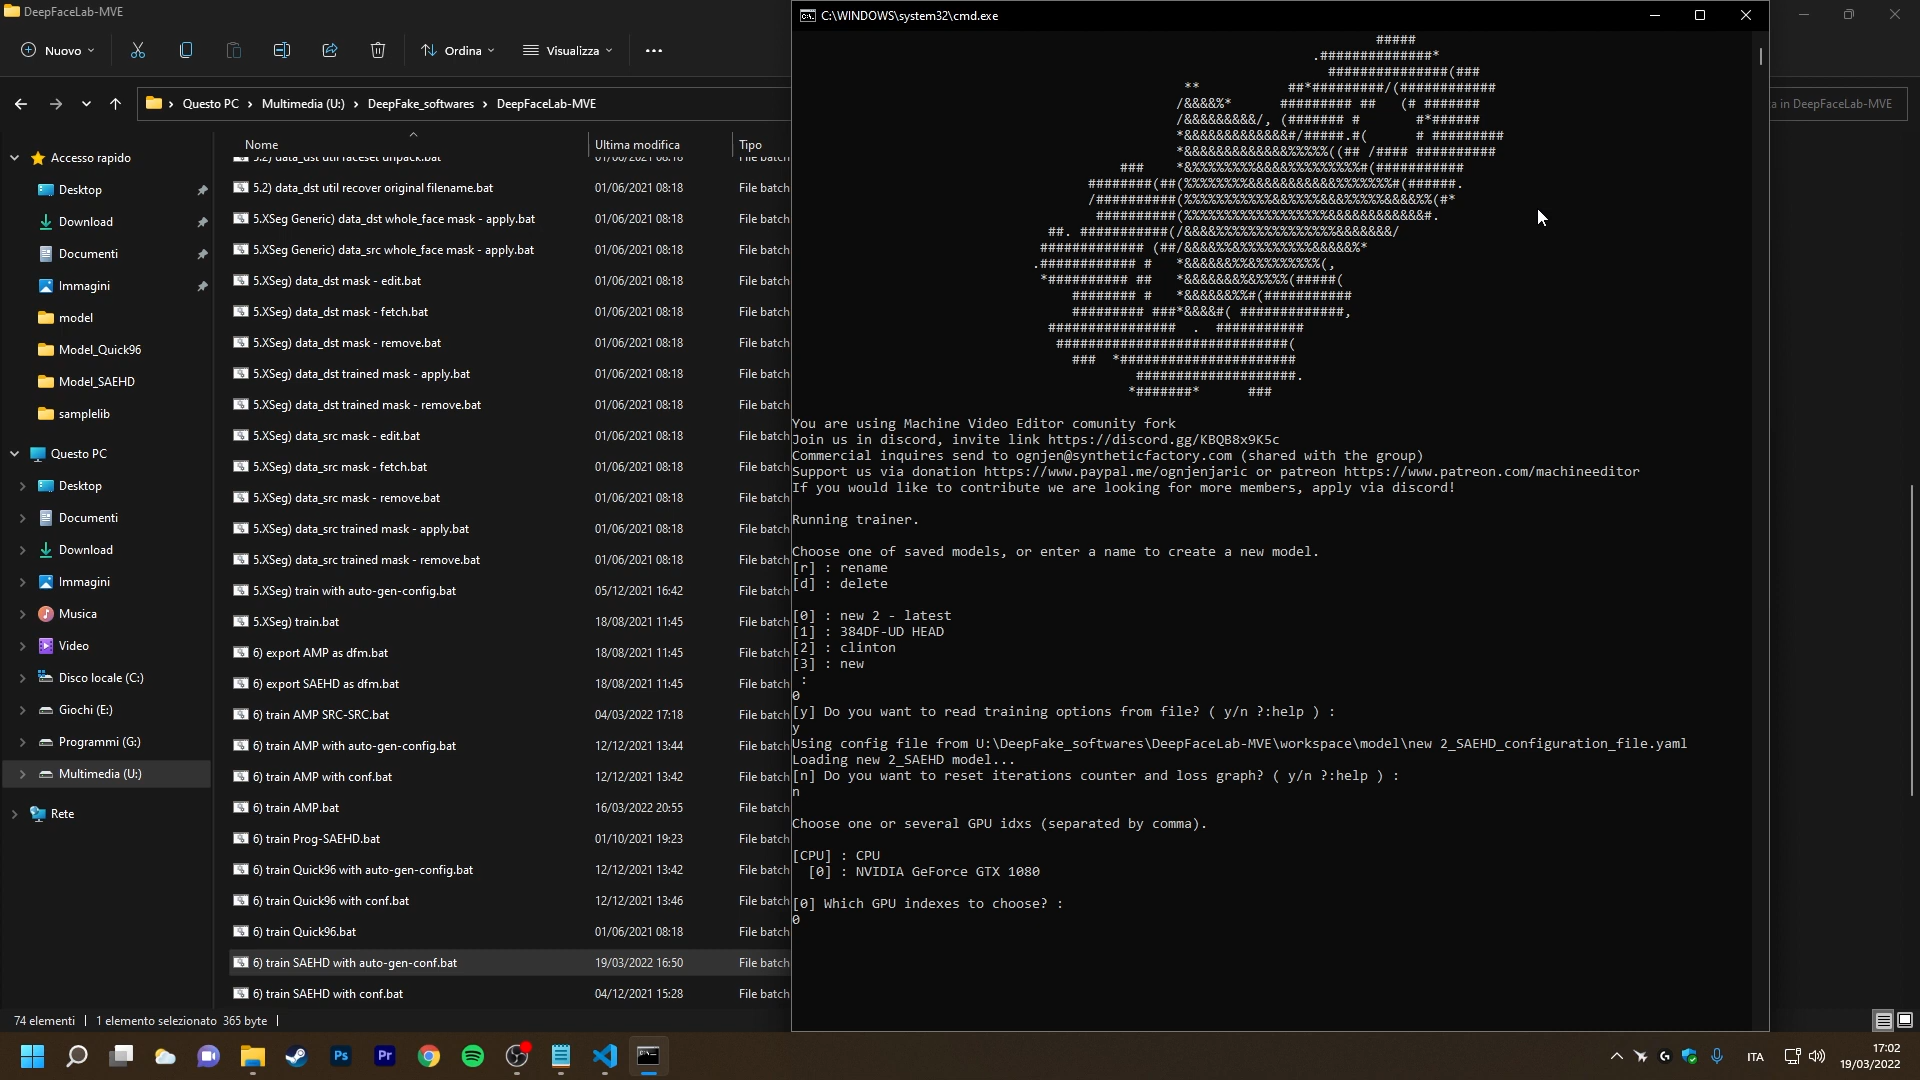 DeepFaceLab-MVE
Nuovo
Ordina
Visualizza
Questo PC
Multimedia (U:)
DeepFake_softwares
DeepFaceLab-MVE
a in DeepFaceLab-MVE
Accesso rapido
Desktop
Download
Documenti
Immagini
model
Model_Quick96
Model_SAEHD
samplelib
Questo PC
Desktop
Documenti
Download
Immagini
Musica
Video
Disco locale (C:)
Giochi (E:)
Programmi (G:)
Multimedia (U:)
Rete
Nome Ultima modifica Tipo
5.2) data_dst util faceset unpack.bat 01/06/2021 08:18 File batch
5.2) data_dst util recover original filename.bat 01/06/2021 08:18 File batch
5.XSeg Generic) data_dst whole_face mask - apply.bat 01/06/2021 08:18 File batch
5.XSeg Generic) data_src whole_face mask - apply.bat 01/06/2021 08:18 File batch
5.XSeg) data_dst mask - edit.bat 01/06/2021 08:18 File batch
5.XSeg) data_dst mask - fetch.bat 01/06/2021 08:18 File batch
5.XSeg) data_dst mask - remove.bat 01/06/2021 08:18 File batch
5.XSeg) data_dst trained mask - apply.bat 01/06/2021 08:18 File batch
5.XSeg) data_dst trained mask - remove.bat 01/06/2021 08:18 File batch
5.XSeg) data_src mask - edit.bat 01/06/2021 08:18 File batch
5.XSeg) data_src mask - fetch.bat 01/06/2021 08:18 File batch
5.XSeg) data_src mask - remove.bat 01/06/2021 08:18 File batch
5.XSeg) data_src trained mask - apply.bat 01/06/2021 08:18 File batch
5.XSeg) data_src trained mask - remove.bat 01/06/2021 08:18 File batch
5.XSeg) train with auto-gen-config.bat 05/12/2021 16:42 File batch
5.XSeg) train.bat 18/08/2021 11:45 File batch
6) export AMP as dfm.bat 18/08/2021 11:45 File batch
6) export SAEHD as dfm.bat 18/08/2021 11:45 File batch
6) train AMP SRC-SRC.bat 04/03/2022 17:18 File batch
6) train AMP with auto-gen-config.bat 12/12/2021 13:44 File batch
6) train AMP with conf.bat 12/12/2021 13:42 File batch
6) train AMP.bat 16/03/2022 20:55 File batch
6) train Prog-SAEHD.bat 01/10/2021 19:23 File batch
6) train Quick96 with auto-gen-config.bat 12/12/2021 13:42 File batch
6) train Quick96 with conf.bat 12/12/2021 13:46 File batch
6) train Quick96.bat 01/06/2021 08:18 File batch
6) train SAEHD with auto-gen-conf.bat 19/03/2022 16:50 File batch
6) train SAEHD with conf.bat 04/12/2021 15:28 File batch
74 elementi 1 elemento selezionato 365 byte
C:\WINDOWS\system32\cmd.exe
You are using Machine Video Editor comunity fork
Join us in discord, invite link https://discord.gg/KBQB8x9K5c
Commercial inquires send to ognjen@syntheticfactory.com (shared with the group)
Support us via donation https://www.paypal.me/ognjenjaric or patreon https://www.patreon.com/machineeditor
If you would like to contribute we are looking for more members, apply via discord!
Running trainer.
Choose one of saved models, or enter a name to create a new model.
[r] : rename
[d] : delete
[0] : new 2 - latest
[1] : 384DF-UD HEAD
[2] : clinton
[3] : new
:
0
[y] Do you want to read training options from file? ( y/n ?:help ) :
y
Using config file from U:\DeepFake_softwares\DeepFaceLab-MVE\workspace\model\new 2_SAEHD_configuration_file.yaml
Loading new 2_SAEHD model...
[n] Do you want to reset iterations counter and loss graph? ( y/n ?:help ) :
n
Choose one or several GPU idxs (separated by comma).
[CPU] : CPU
[0] : NVIDIA GeForce GTX 1080
[0] Which GPU indexes to choose? :
0
Ps
Pr
ITA
17:02
19/03/2022